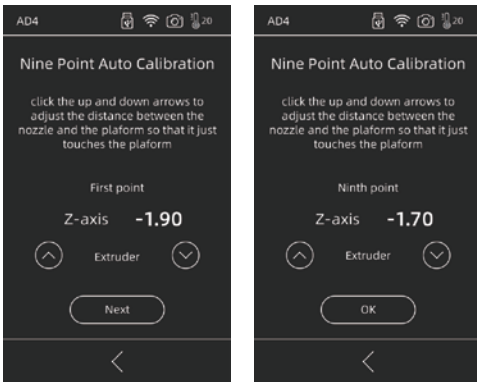 AD4 20
Nine Point Auto Calibration
click the up and down arrows to
adjust the distance between the
nozzle and the plaform so that it just
touches the plaform
First point
Z-axis -1.90
Extruder
Next
AD4 20
Nine Point Auto Calibration
click the up and down arrows to
adjust the distance between the
nozzle and the plaform so that it just
touches the plaform
Ninth point
Z-axis -1.70
Extruder
OK